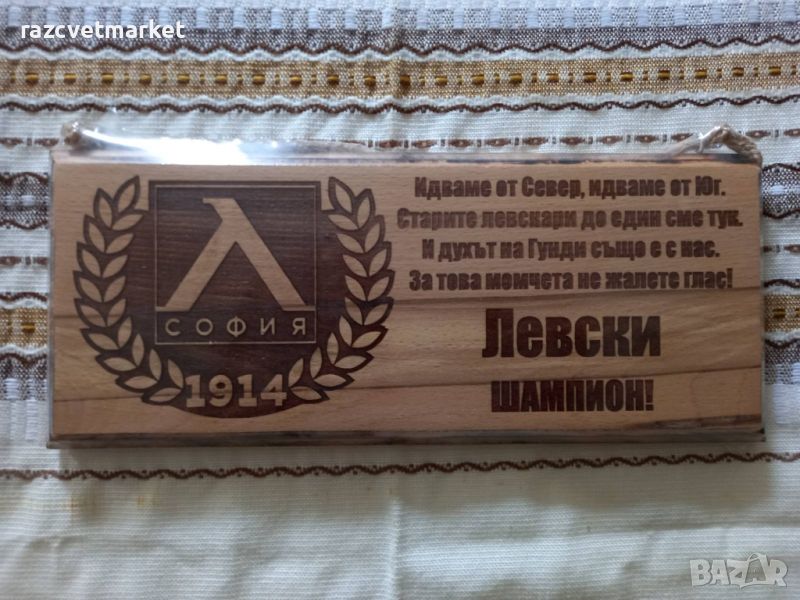 razcvetmarket
Идваме от Север, идваме от Юг.
Старите левскари до един сме тук.
И духът на Гунди също е с нас.
За това момчета не жалете глас!
Левски
ШАМПИОН!
Λ
СОФИЯ
1914
BAZAR